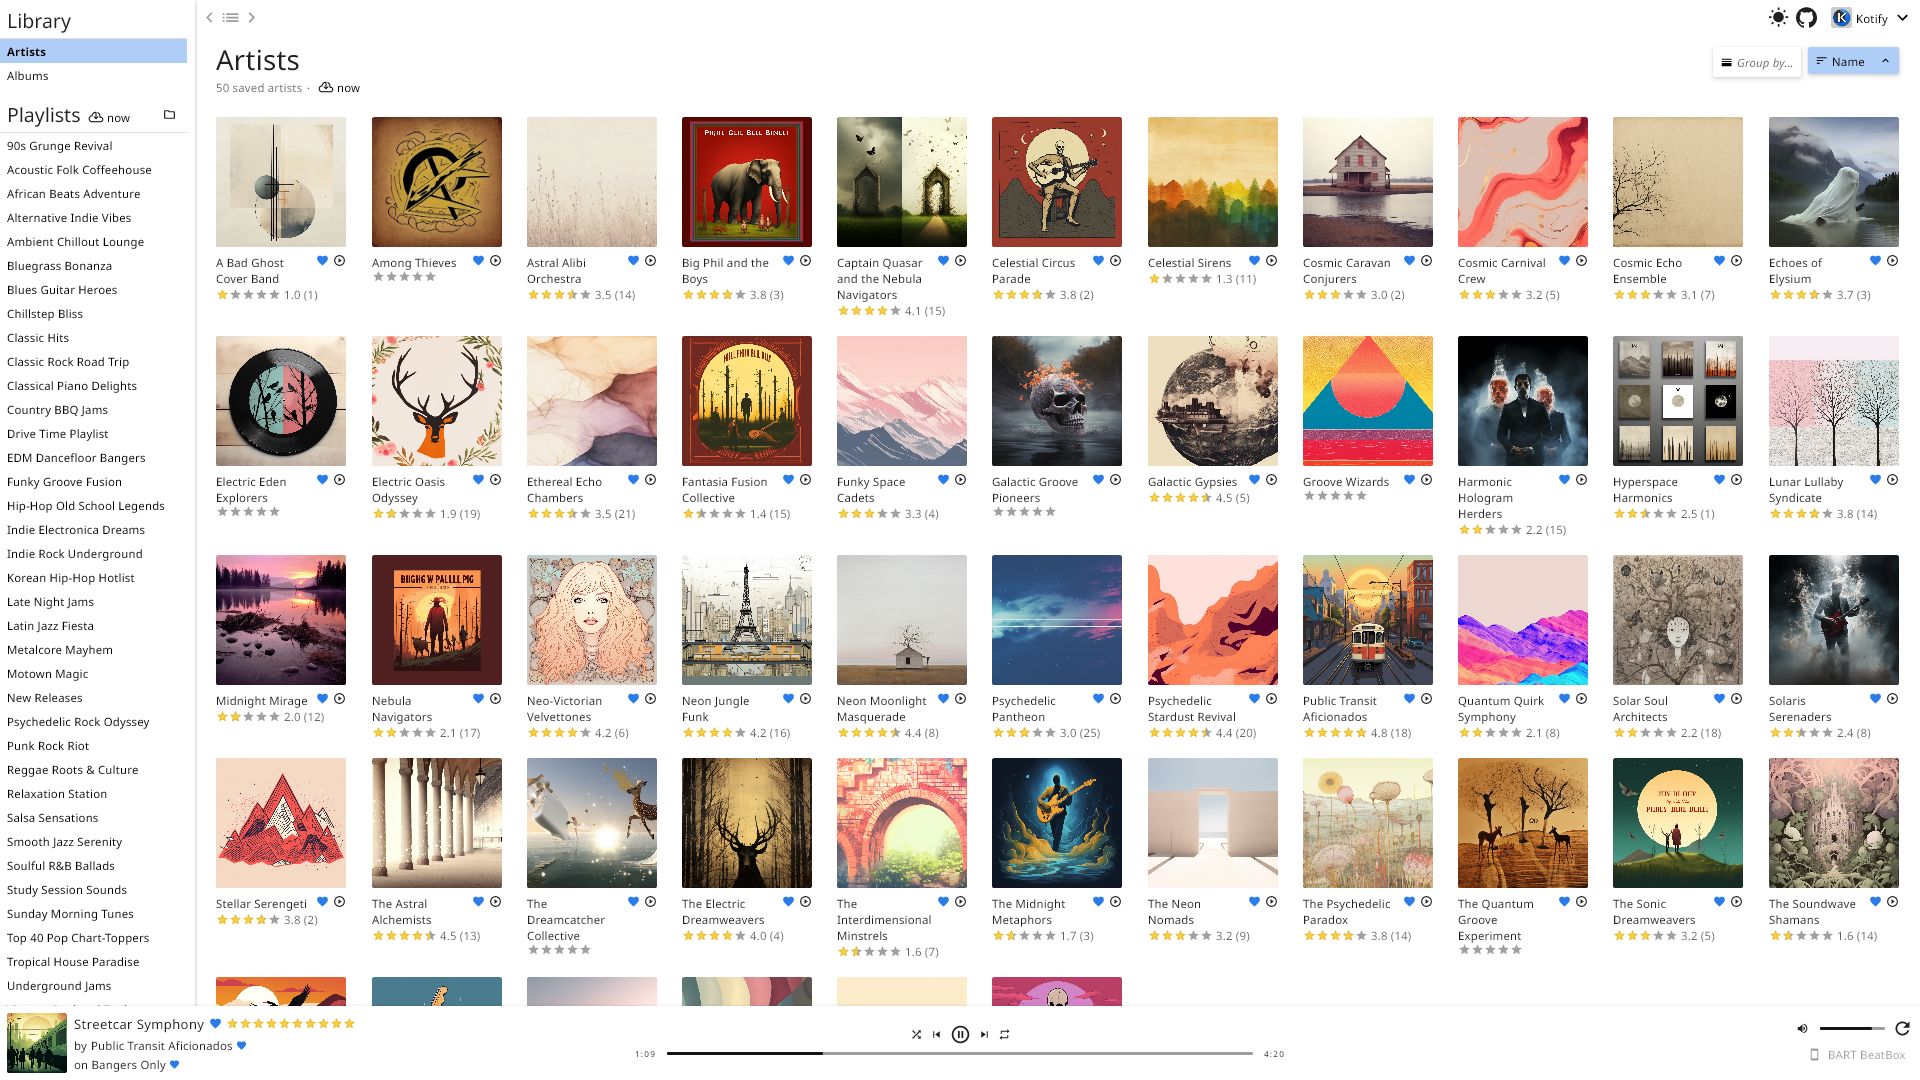 Library
Artists
Albums
Playlists now
90s Grunge Revival
Acoustic Folk Coffeehouse
African Beats Adventure
Alternative Indie Vibes
Ambient Chillout Lounge
Bluegrass Bonanza
Blues Guitar Heroes
Chillstep Bliss
Classic Hits
Classic Rock Road Trip
Classical Piano Delights
Country BBQ Jams
Drive Time Playlist
EDM Dancefloor Bangers
Funky Groove Fusion
Hip-Hop Old School Legends
Indie Electronica Dreams
Indie Rock Underground
Korean Hip-Hop Hotlist
Late Night Jams
Latin Jazz Fiesta
Metalcore Mayhem
Motown Magic
New Releases
Psychedelic Rock Odyssey
Punk Rock Riot
Reggae Roots & Culture
Relaxation Station
Salsa Sensations
Smooth Jazz Serenity
Soulful R&B Ballads
Study Session Sounds
Sunday Morning Tunes
Top 40 Pop Chart-Toppers
Tropical House Paradise
Underground Jams
Kotify
Artists
50 saved artists · now
Group by...
Name
A Bad Ghost
Cover Band
1.0 (1)
Among Thieves
Astral Alibi
Orchestra
3.5 (14)
Big Phil and the
Boys
3.8 (3)
Captain Quasar
and the Nebula
Navigators
4.1 (15)
Celestial Circus
Parade
3.8 (2)
Celestial Sirens
1.3 (11)
Cosmic Caravan
Conjurers
3.0 (2)
Cosmic Carnival
Crew
3.2 (5)
Cosmic Echo
Ensemble
3.1 (7)
Echoes of
Elysium
3.7 (3)
Electric Eden
Explorers
Electric Oasis
Odyssey
1.9 (19)
Ethereal Echo
Chambers
3.5 (21)
Fantasia Fusion
Collective
1.4 (15)
Funky Space
Cadets
3.3 (4)
Galactic Groove
Pioneers
Galactic Gypsies
4.5 (5)
Groove Wizards
Harmonic
Hologram
Herders
2.2 (15)
Hyperspace
Harmonics
2.5 (1)
Lunar Lullaby
Syndicate
3.8 (14)
Midnight Mirage
2.0 (12)
Nebula
Navigators
2.1 (17)
Neo-Victorian
Velvettones
4.2 (6)
Neon Jungle
Funk
4.2 (16)
Neon Moonlight
Masquerade
4.4 (8)
Psychedelic
Pantheon
3.0 (25)
Psychedelic
Stardust Revival
4.4 (20)
Public Transit
Aficionados
4.8 (18)
Quantum Quirk
Symphony
2.1 (8)
Solar Soul
Architects
2.2 (18)
Solaris
Serenaders
2.4 (8)
Stellar Serengeti
3.8 (2)
The Astral
Alchemists
4.5 (13)
The
Dreamcatcher
Collective
The Electric
Dreamweavers
4.0 (4)
The
Interdimensional
Minstrels
1.6 (7)
The Midnight
Metaphors
1.7 (3)
The Neon
Nomads
3.2 (9)
The Psychedelic
Paradox
3.8 (14)
The Quantum
Groove
Experiment
The Sonic
Dreamweavers
3.2 (5)
The Soundwave
Shamans
1.6 (14)
Streetcar Symphony
by Public Transit Aficionados
on Bangers Only
1:09
4:20
BART BeatBox